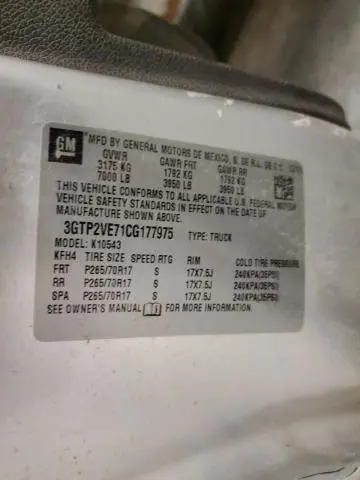 GM
MFD BY GENERAL MOTORS DE MEXICO, S. DE R.L. DE C.V.
GVWR GAWR FRT GAWR RR
3175 KG 1792 KG 1792 KG
7000 LB 3950 LB 3950 LB
THIS VEHICLE CONFORMS TO ALL APPLICABLE U.S. FEDERAL MOTOR
VEHICLE SAFETY STANDARDS IN EFFECT ON THE DATE OF
MANUFACTURE SHOWN ABOVE.
3GTP2VE71CG177975 TYPE: TRUCK
MODEL: K10543
KFH4 TIRE SIZE SPEED RTG RIM COLD TIRE PRESSURE
FRT P265/70R17 S 17X7.5J 240KPA(35PSI)
RR P265/70R17 S 17X7.5J 240KPA(35PSI)
SPA P265/70R17 S 17X7.5J 240KPA(35PSI)
SEE OWNER'S MANUAL FOR MORE INFORMATION.